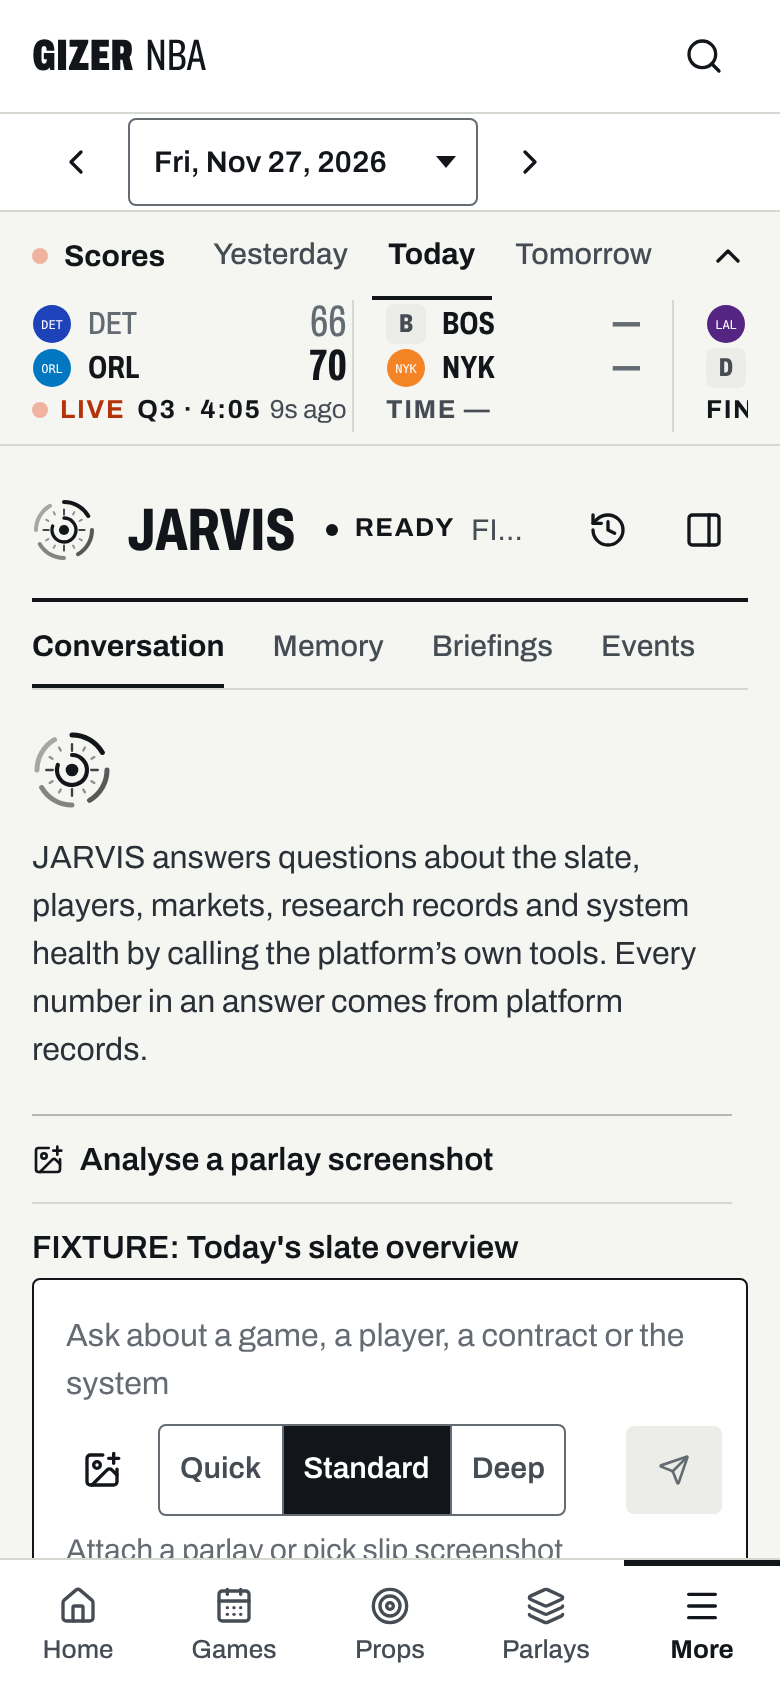 GIZER NBA
Fri, Nov 27, 2026
Scores Yesterday Today Tomorrow
DET DET 66
ORL ORL 70
LIVE Q3 · 4:05 9s ago
B BOS —
NYK NYK —
TIME —
LAL
D
FIN
JARVIS • READY FI...
Conversation Memory Briefings Events
JARVIS answers questions about the slate,
players, markets, research records and system
health by calling the platform’s own tools. Every
number in an answer comes from platform
records.
Analyse a parlay screenshot
FIXTURE: Today's slate overview
Ask about a game, a player, a contract or the
system
Quick Standard Deep
Attach a parlay or pick slip screenshot
Home Games Props Parlays More